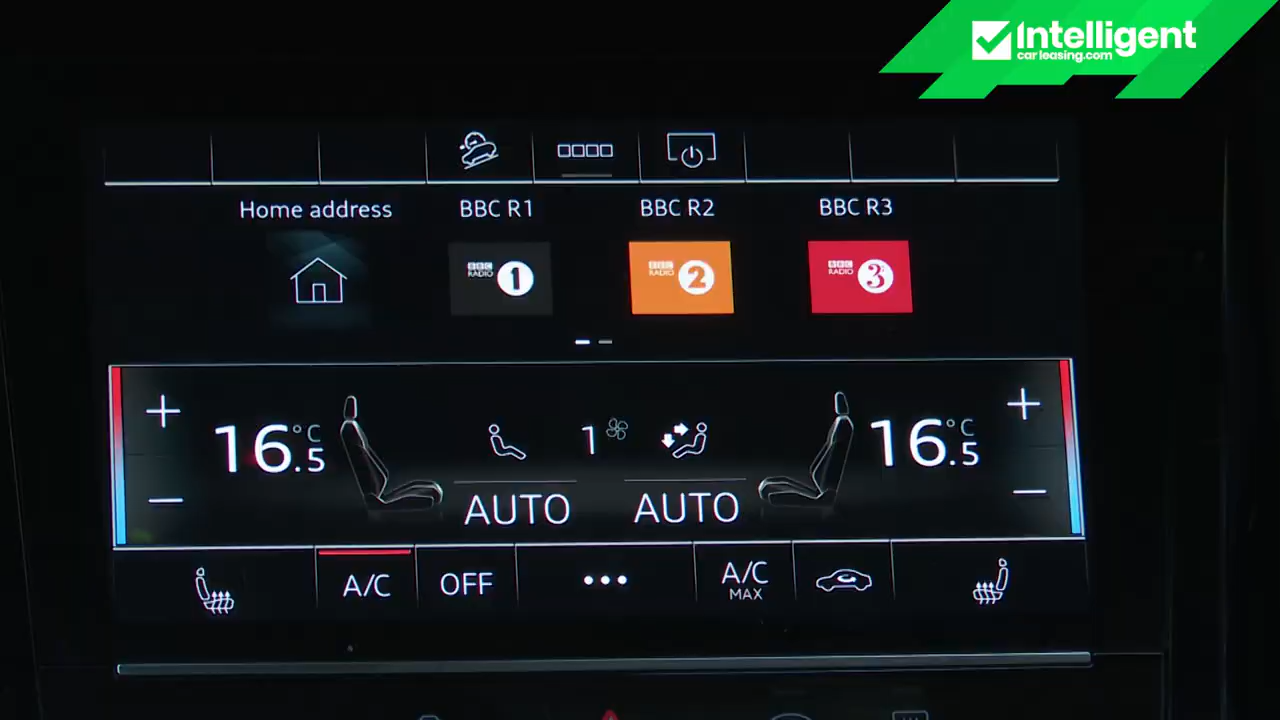 Intelligent
carleasing.com
Home address
BBC R1
BBC R2
BBC R3
BBC
RADIO
1
BBC
RADIO
2
BBC
RADIO
3
16.5 °C
1
16.5 °C
AUTO
AUTO
A/C
OFF
A/C
MAX